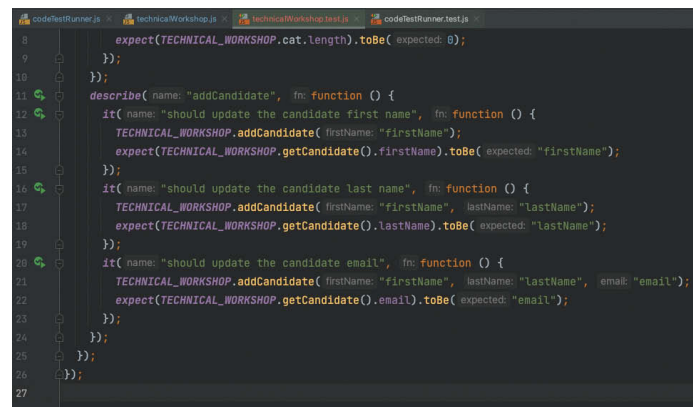 codeTestRunner.js × technicalWorkshop.js × technicalWorkshop.test.js × codeTestRunner.test.js ×
8 expect(TECHNICAL_WORKSHOP.cat.length).toBe( expected: 0);
9 });
10 });
11 describe( name: "addCandidate", fn: function () {
12 it( name: "should update the candidate first name", fn: function () {
13 TECHNICAL_WORKSHOP.addCandidate( firstName: "firstName");
14 expect(TECHNICAL_WORKSHOP.getCandidate().firstName).toBe( expected: "firstName");
15 });
16 it( name: "should update the candidate last name", fn: function () {
17 TECHNICAL_WORKSHOP.addCandidate( firstName: "firstName", lastName: "lastName");
18 expect(TECHNICAL_WORKSHOP.getCandidate().lastName).toBe( expected: "lastName");
19 });
20 it( name: "should update the candidate email", fn: function () {
21 TECHNICAL_WORKSHOP.addCandidate( firstName: "firstName", lastName: "lastName", email: "email");
22 expect(TECHNICAL_WORKSHOP.getCandidate().email).toBe( expected: "email");
23 });
24 });
25 });
26 });
27